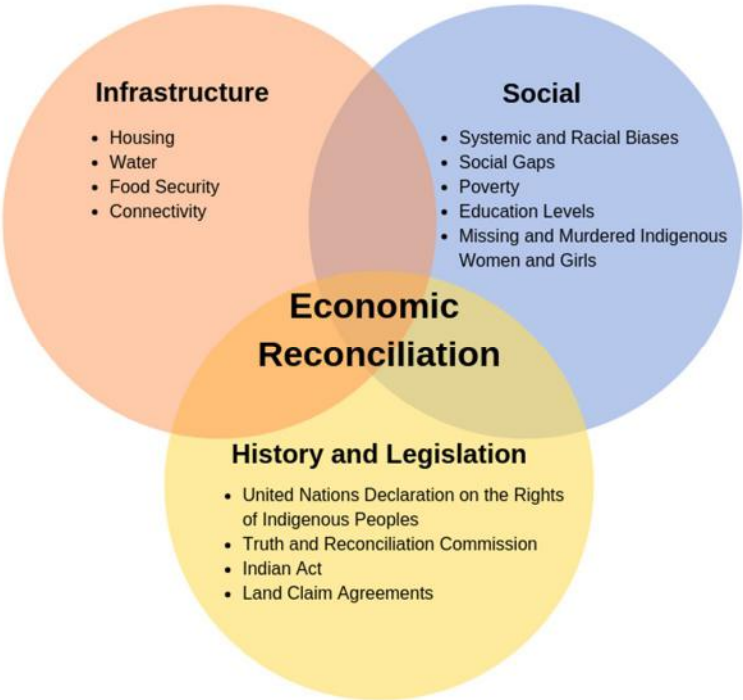 Infrastructure
• Housing
• Water
• Food Security
• Connectivity
Social
• Systemic and Racial Biases
• Social Gaps
• Poverty
• Education Levels
• Missing and Murdered Indigenous
Women and Girls
Economic
Reconciliation
History and Legislation
• United Nations Declaration on the Rights
of Indigenous Peoples
• Truth and Reconciliation Commission
• Indian Act
• Land Claim Agreements